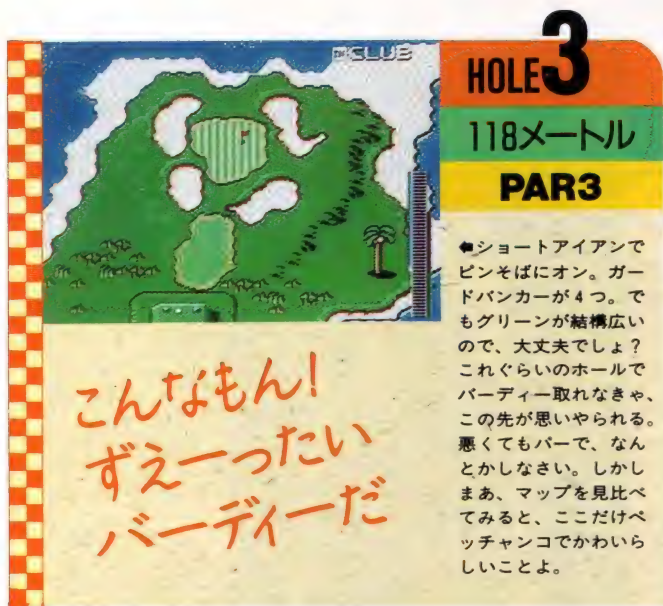 CLUB
HOLE3
118メートル
PAR3
ショートアイアンで
ピンそばにオン。ガー
ドバンカーが4つ。で
もグリーンが結構広い
ので、大丈夫でしょ?
これぐらいのホールで
バーディー取れなきゃ、
この先が思いやられる。
悪くてもパーで、なん
とかしなさい。しかし
まあ、マップを見比べ
てみると、ここだけペ
ッチャンコでかわいら
しいことよ。
こんなもん!
ずえーったい
バーディーだ